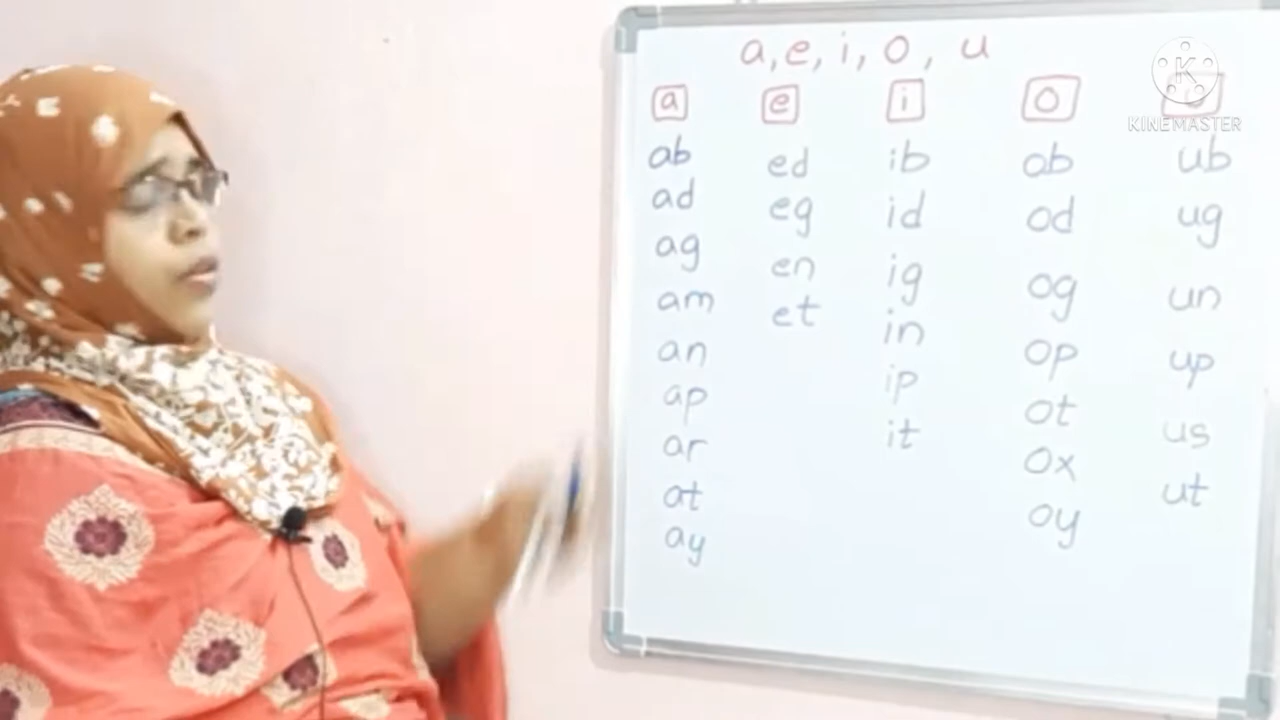 a, e, i, o, u
a e i o u
ab ed ib ob ub
ad eg id od ug
ag en ig og un
am et in op up
an ip ot us
ap it ox ut
ar oy
at
ay
K
KINEMASTER